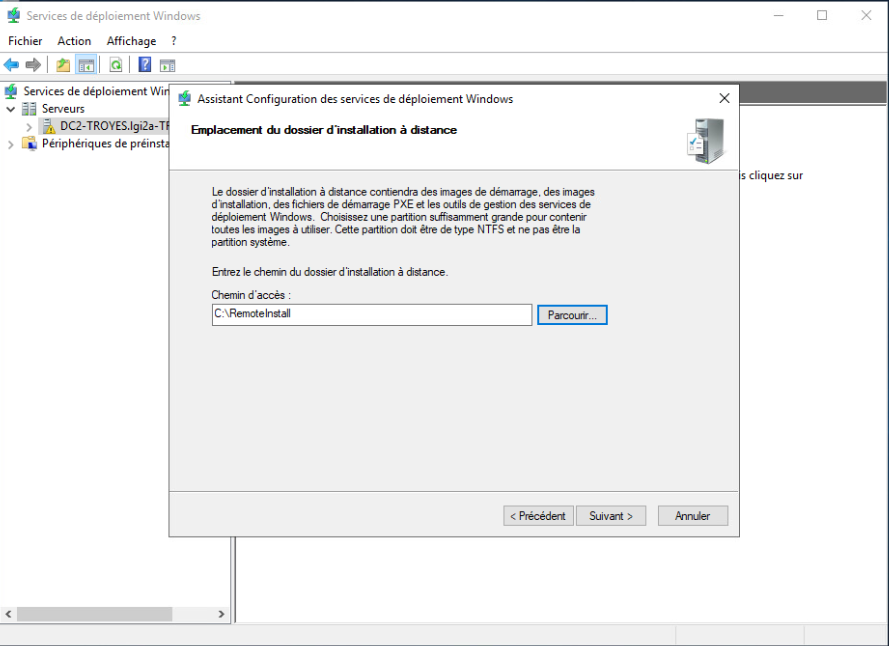 Services de déploiement Windows
Fichier Action Affichage ?
Services de déploiement Win
Serveurs
DC2-TROYES.lgi2a-TR
Périphériques de préinsta
Assistant Configuration des services de déploiement Windows
Emplacement du dossier d'installation à distance
is cliquez sur
Le dossier d'installation à distance contiendra des images de démarrage, des images
d'installation, des fichiers de démarrage PXE et les outils de gestion des services de
déploiement Windows. Choisissez une partition suffisamment grande pour contenir
toutes les images à utiliser. Cette partition doit être de type NTFS et ne pas être la
partition système.
Entrez le chemin du dossier d'installation à distance.
Chemin d'accès :
C:\RemoteInstall
Parcourir...
< Précédent
Suivant >
Annuler